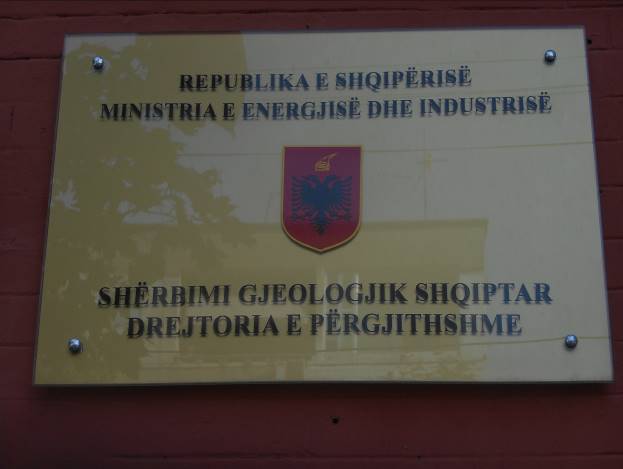 REPUBLIKA E SHQIPËRISË
MINISTRIA E ENERGJISË DHE INDUSTRISË
SHËRBIMI GJEOLOGJIK SHQIPTAR
DREJTORIA E PËRGJITHSHME